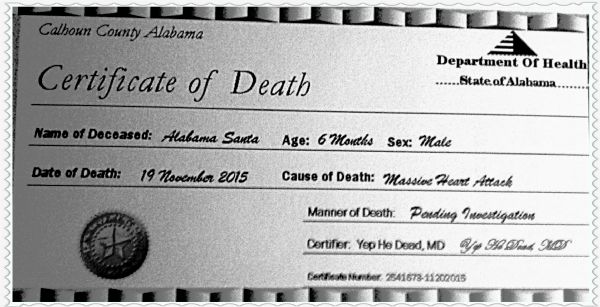 Calhoun County Alabama
Department Of Health
State of Alabama
Certificate of Death
Name of Deceased: Alabama Santa Age: 6 Months Sex: Male
Date of Death: 19 November 2015 Cause of Death: Massive Heart Attack
Manner of Death: Pending Investigation
Certifier: Yep He Dead, MD Yep He Dead, MD
Certificate Number: 2541673-11202015